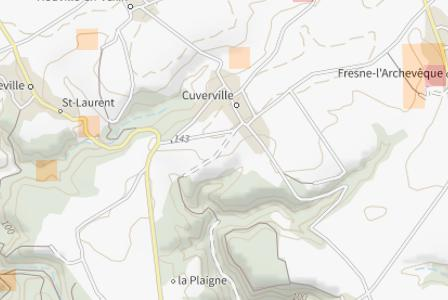 Fresne-l'Archevêque
Cuverville
St-Laurent
143
100
la Plaigne